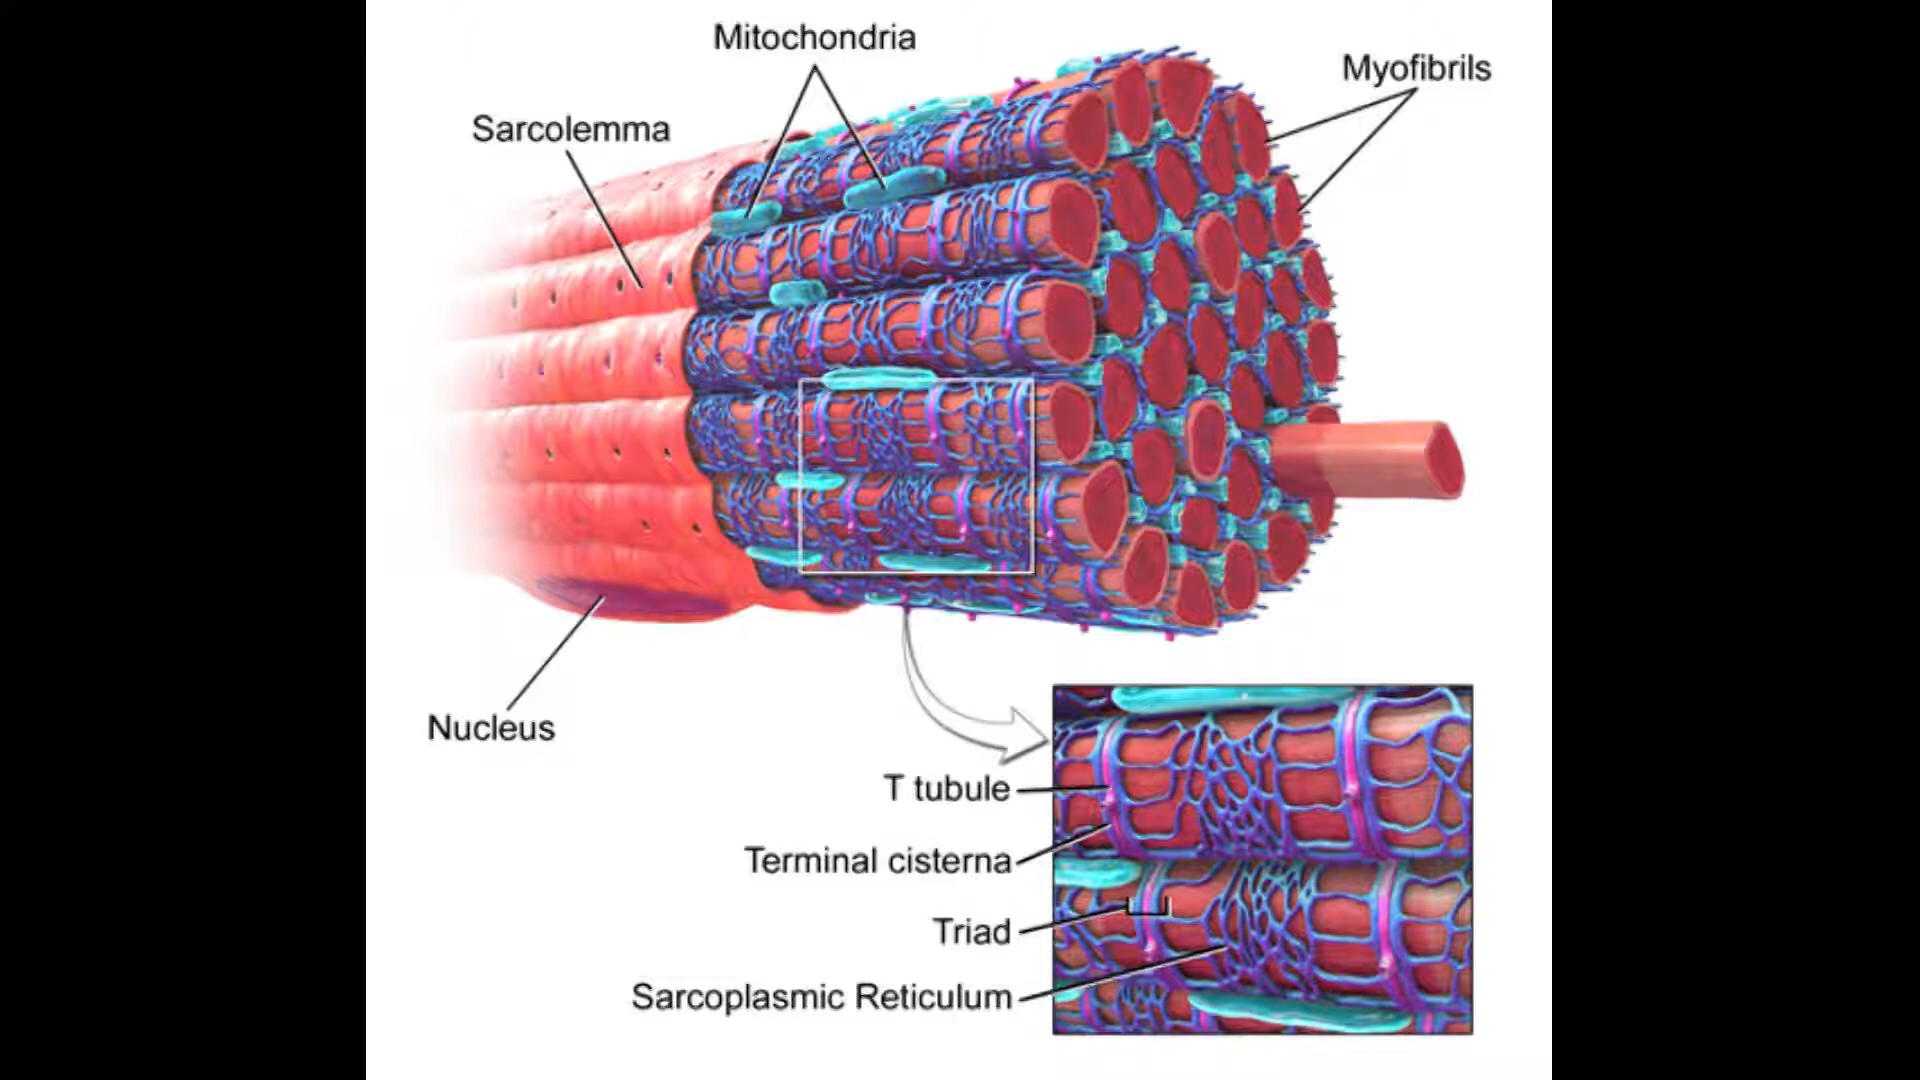 Mitochondria
Myofibrils
Sarcolemma
Nucleus
T tubule
Terminal cisterna
Triad
Sarcoplasmic Reticulum